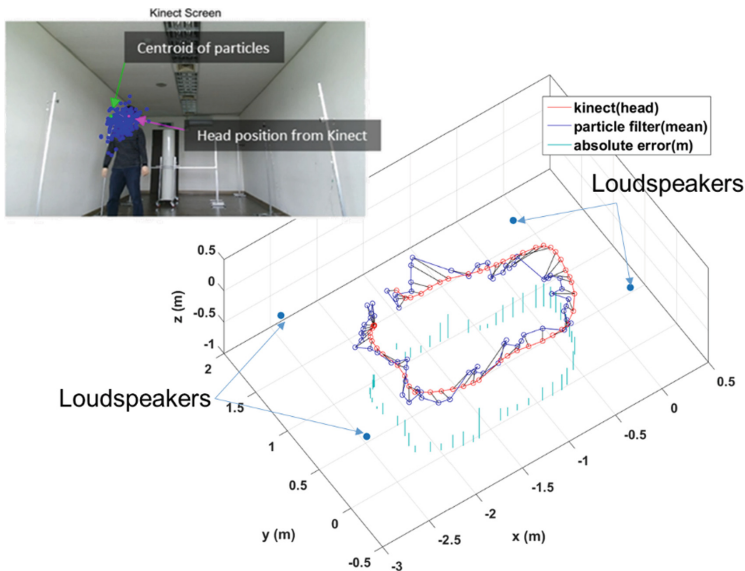 Kinect Screen
Centroid of particles
Head position from Kinect
kinect(head)
particle filter(mean)
absolute error(m)
Loudspeakers
0.5
0
-0.5
-1
z (m)
2
1.5
1
0.5
0
-0.5
y (m)
Loudspeakers
-3
-2.5
-2
-1.5
-1
-0.5
0
0.5
x (m)